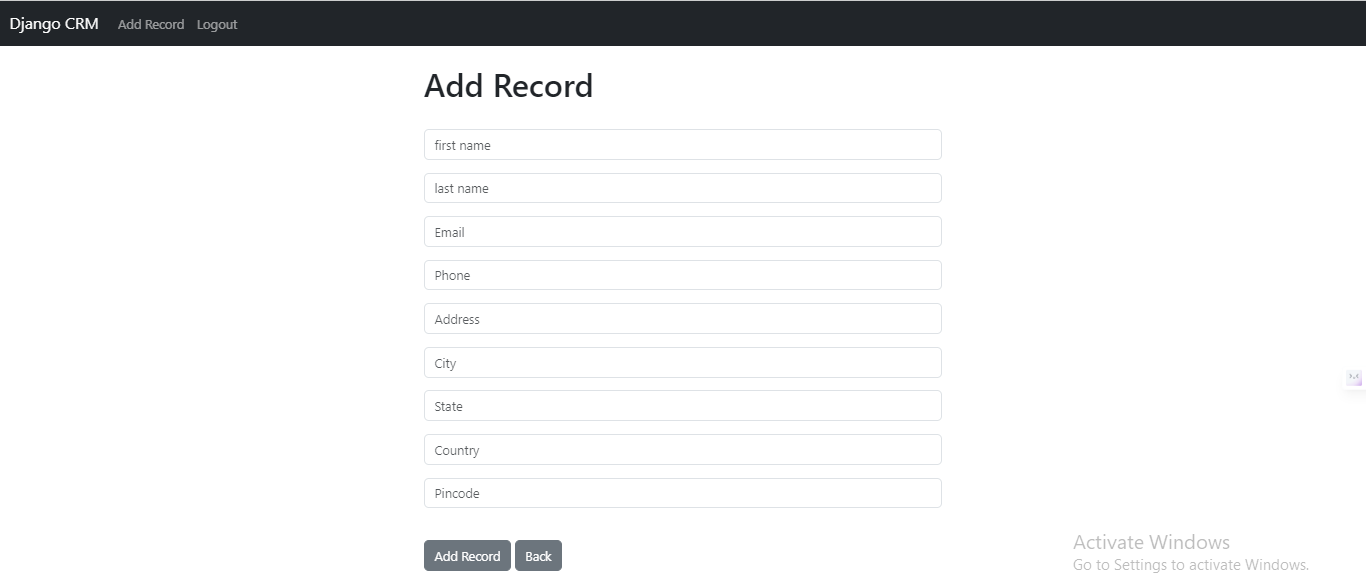 Django CRM Add Record Logout
Add Record
first name
last name
Email
Phone
Address
City
State
Country
Pincode
Add Record Back
Activate Windows
Go to Settings to activate Windows.